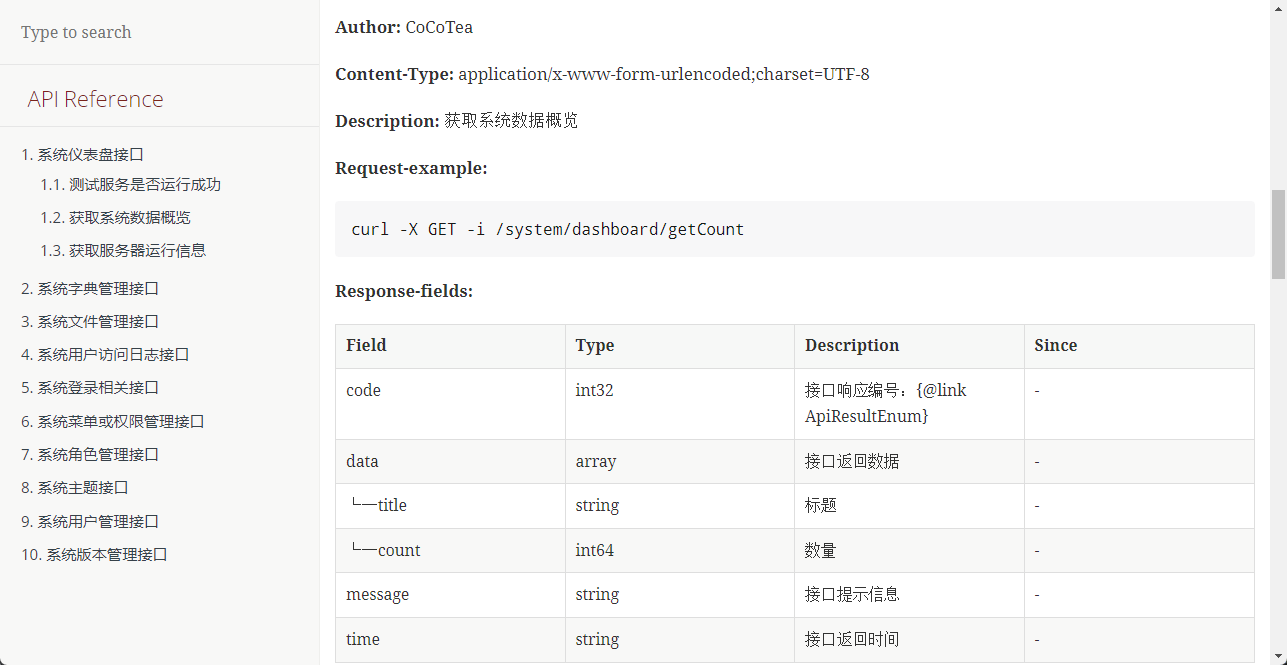 Type to search
API Reference
1. 系统仪表盘接口
1.1. 测试服务是否运行成功
1.2. 获取系统数据概览
1.3. 获取服务器运行信息
2. 系统字典管理接口
3. 系统文件管理接口
4. 系统用户访问日志接口
5. 系统登录相关接口
6. 系统菜单或权限管理接口
7. 系统角色管理接口
8. 系统主题接口
9. 系统用户管理接口
10. 系统版本管理接口
Author: CoCoTea
Content-Type: application/x-www-form-urlencoded;charset=UTF-8
Description: 获取系统数据概览
Request-example:
curl -X GET -i /system/dashboard/getCount
Response-fields:
Field Type Description Since
code int32 接口响应编号：{@link -
ApiResultEnum}
data array 接口返回数据 -
└─title string 标题 -
└─count int64 数量 -
message string 接口提示信息 -
time string 接口返回时间 -